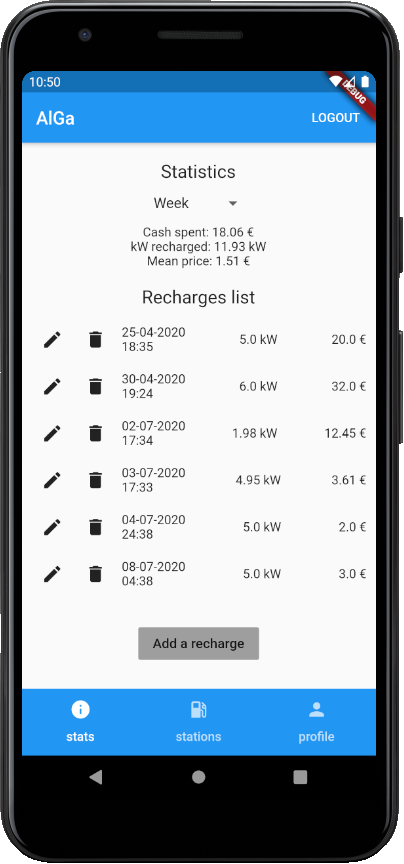 10:50
DEBUG
AlGa
LOGOUT
Statistics
Week
Cash spent: 18.06 €
kW recharged: 11.93 kW
Mean price: 1.51 €
Recharges list
25-04-2020
18:35
5.0 kW
20.0 €
30-04-2020
19:24
6.0 kW
32.0 €
02-07-2020
17:34
1.98 kW
12.45 €
03-07-2020
17:33
4.95 kW
3.61 €
04-07-2020
24:38
5.0 kW
2.0 €
08-07-2020
04:38
5.0 kW
3.0 €
Add a recharge
stats
stations
profile